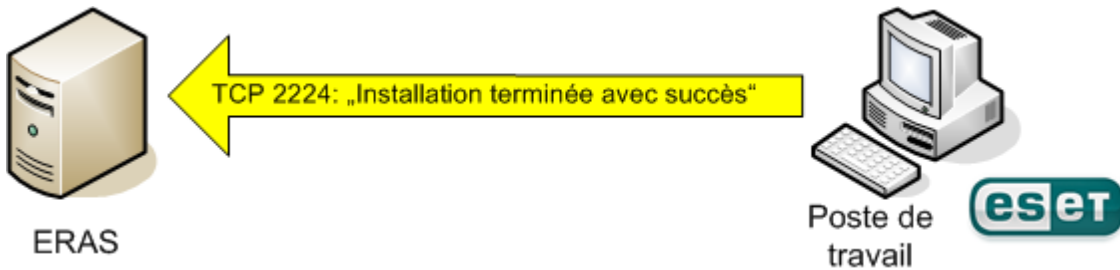 TCP 2224: „Installation terminée avec succès“
ERAS
Poste de
travail
eseT